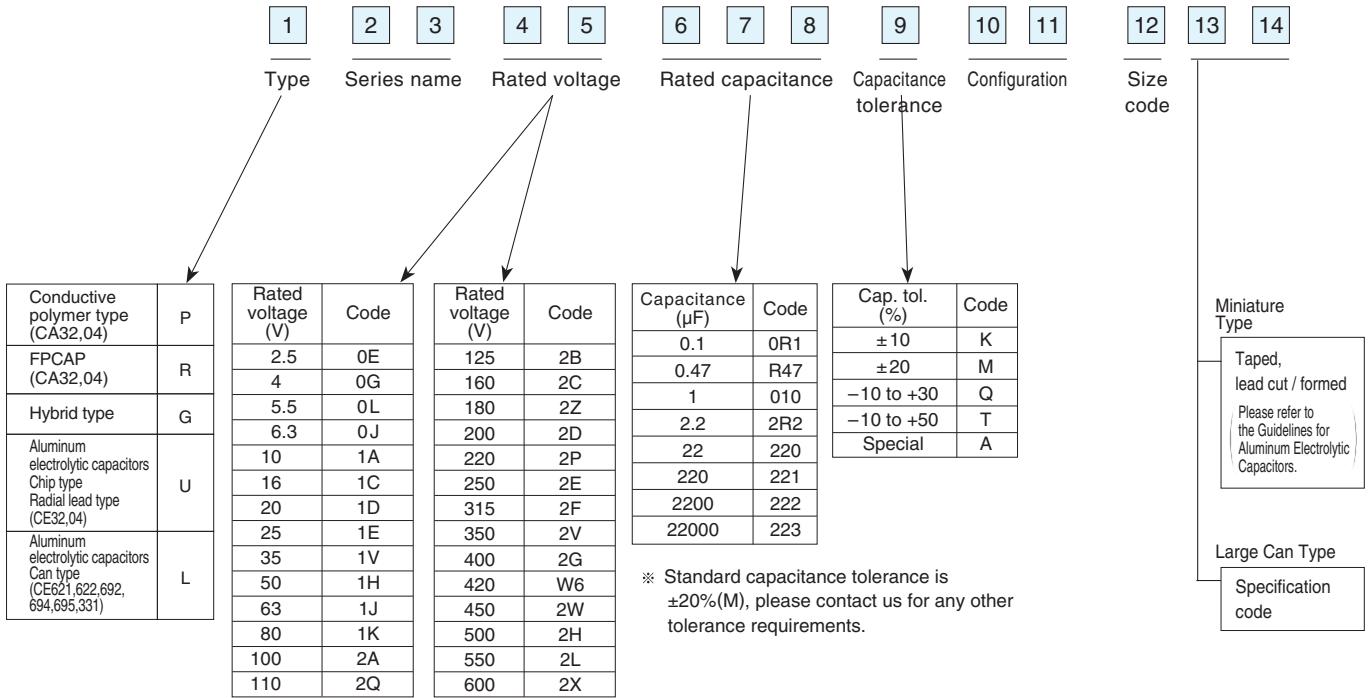 1 2 3 4 5 6 7 8 9 10 11 12 13 14
Type Series name Rated voltage Rated capacitance Capacitance tolerance Configuration Size code
Conductive
polymer type
(CA32,04) P
FPCAP
(CA32,04) R
Hybrid type G
Aluminum
electrolytic capacitors
Chip type
Radial lead type
(CE32,04) U
Aluminum
electrolytic capacitors
Can type
(CE621,622,692,
694,695,331) L
Rated
voltage
(V) Code
2.5 0E
4 0G
5.5 0L
6.3 0J
10 1A
16 1C
20 1D
25 1E
35 1V
50 1H
63 1J
80 1K
100 2A
110 2Q
Rated
voltage
(V) Code
125 2B
160 2C
180 2Z
200 2D
220 2P
250 2E
315 2F
350 2V
400 2G
420 W6
450 2W
500 2H
550 2L
600 2X
Capacitance
(µF) Code
0.1 0R1
0.47 R47
1 010
2.2 2R2
22 220
220 221
2200 222
22000 223
Cap. tol.
(%) Code
±10 K
±20 M
−10 to +30 Q
−10 to +50 T
Special A
※ Standard capacitance tolerance is
±20%(M), please contact us for any other
tolerance requirements.
Miniature
Type
Taped,
lead cut / formed
Please refer to
the Guidelines for
Aluminum Electrolytic
Capacitors.
Large Can Type
Specification
code